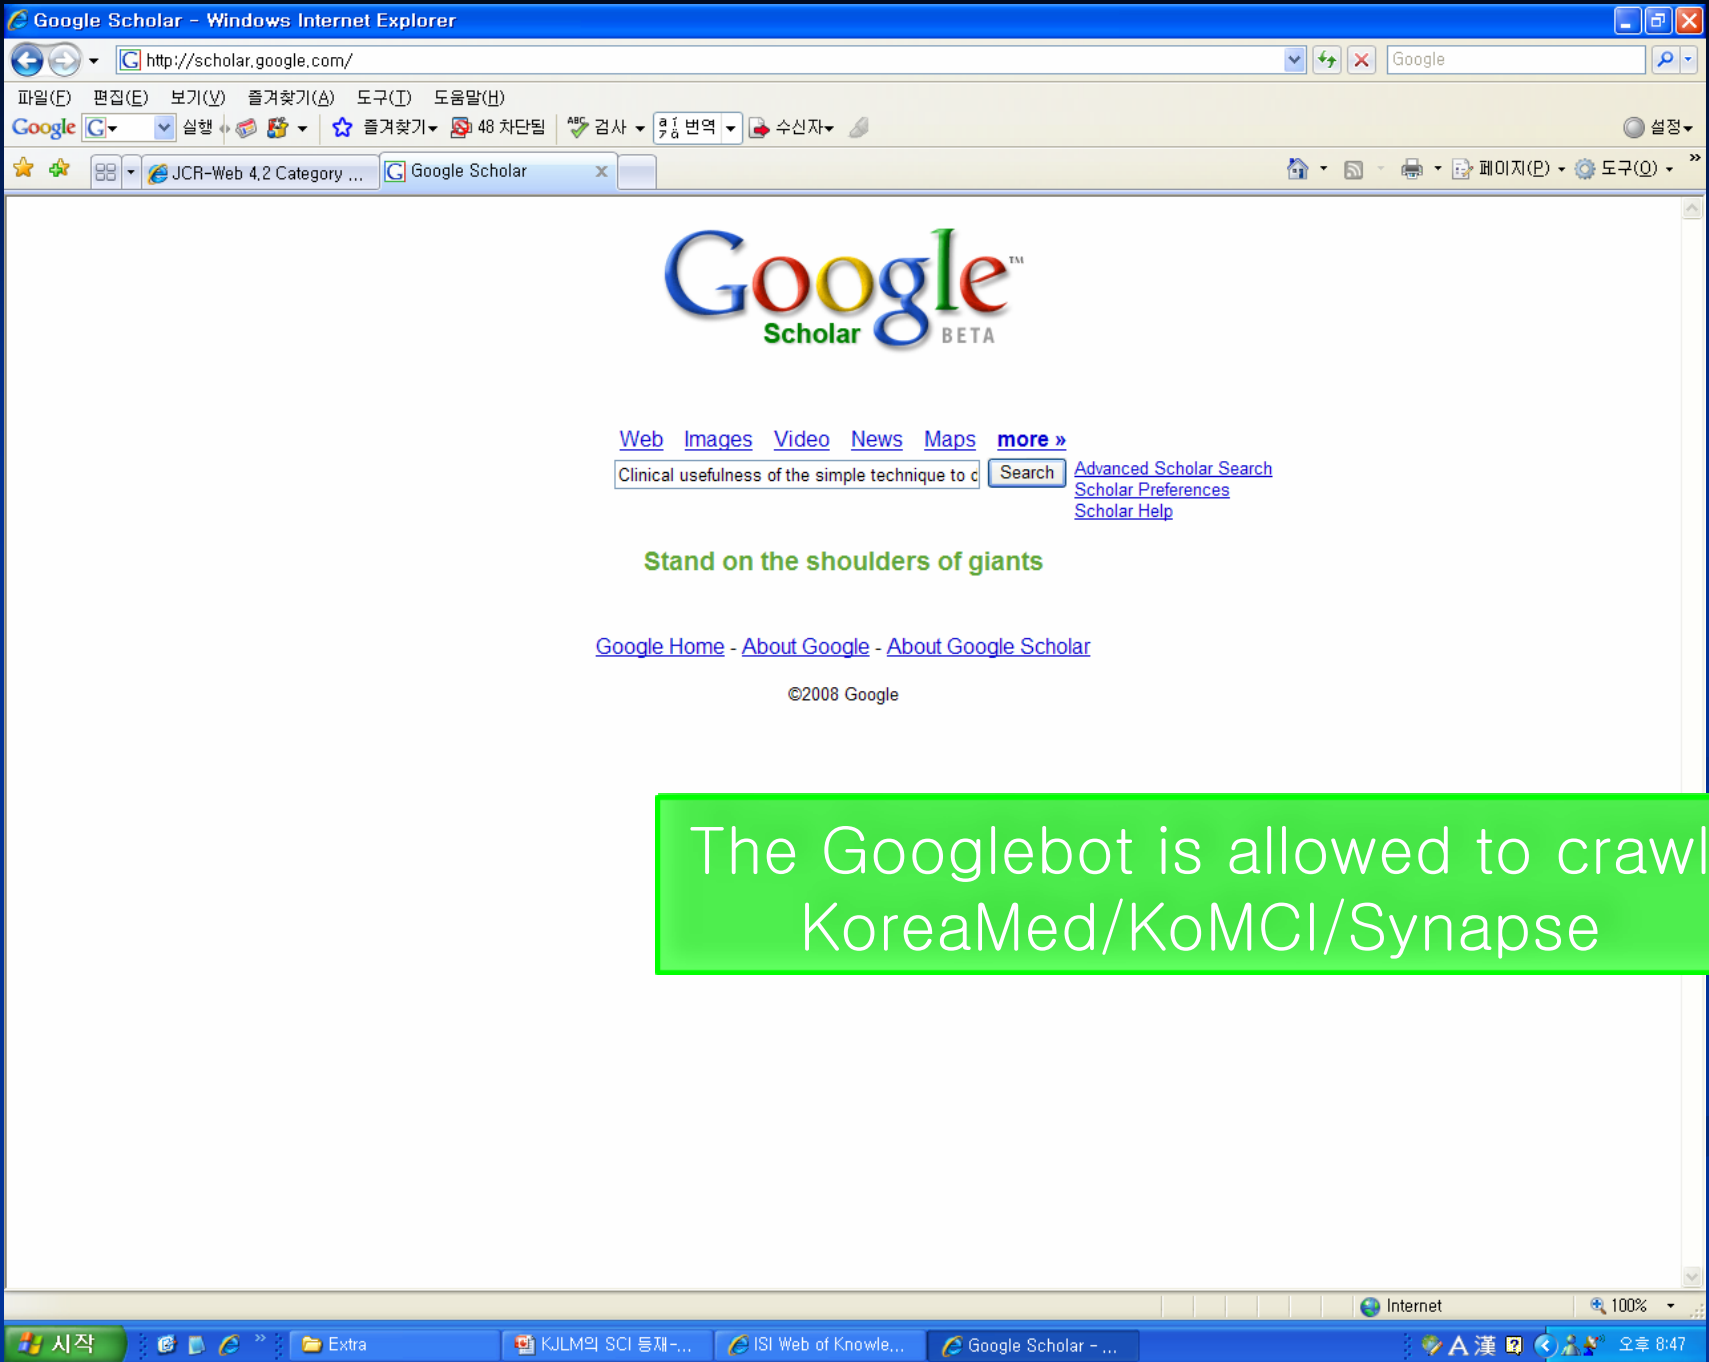 Google Scholar - Windows Internet Explorer
http://scholar.google.com/
Google
파일(F) 편집(E) 보기(V) 즐겨찾기(A) 도구(T) 도움말(H)
Google G 실행 즐겨찾기 48 차단됨 ABC 검사 번역 수신자 설정
JCR-Web 4.2 Category ... G Google Scholar x 페이지(P) 도구(O) »
Google™
Scholar BETA
Web Images Video News Maps more »
Clinical usefulness of the simple technique to Search Advanced Scholar Search
Scholar Preferences
Scholar Help
Stand on the shoulders of giants
Google Home - About Google - About Google Scholar
©2008 Google
The Googlebot is allowed to crawl
KoreaMed/KoMCI/Synapse
Internet 100%
시작 » Extra KJLM의 SCI 등재-... ISI Web of Knowle... Google Scholar - ... A 漢 오후 8:47